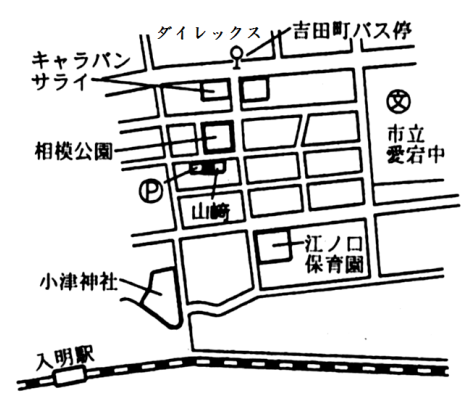 ダイレックス
吉田町バス停
キャラバン
サライ
文
市立
愛宕中
相模公園
P
山﨑
江ノ口
保育園
小津神社
入明駅